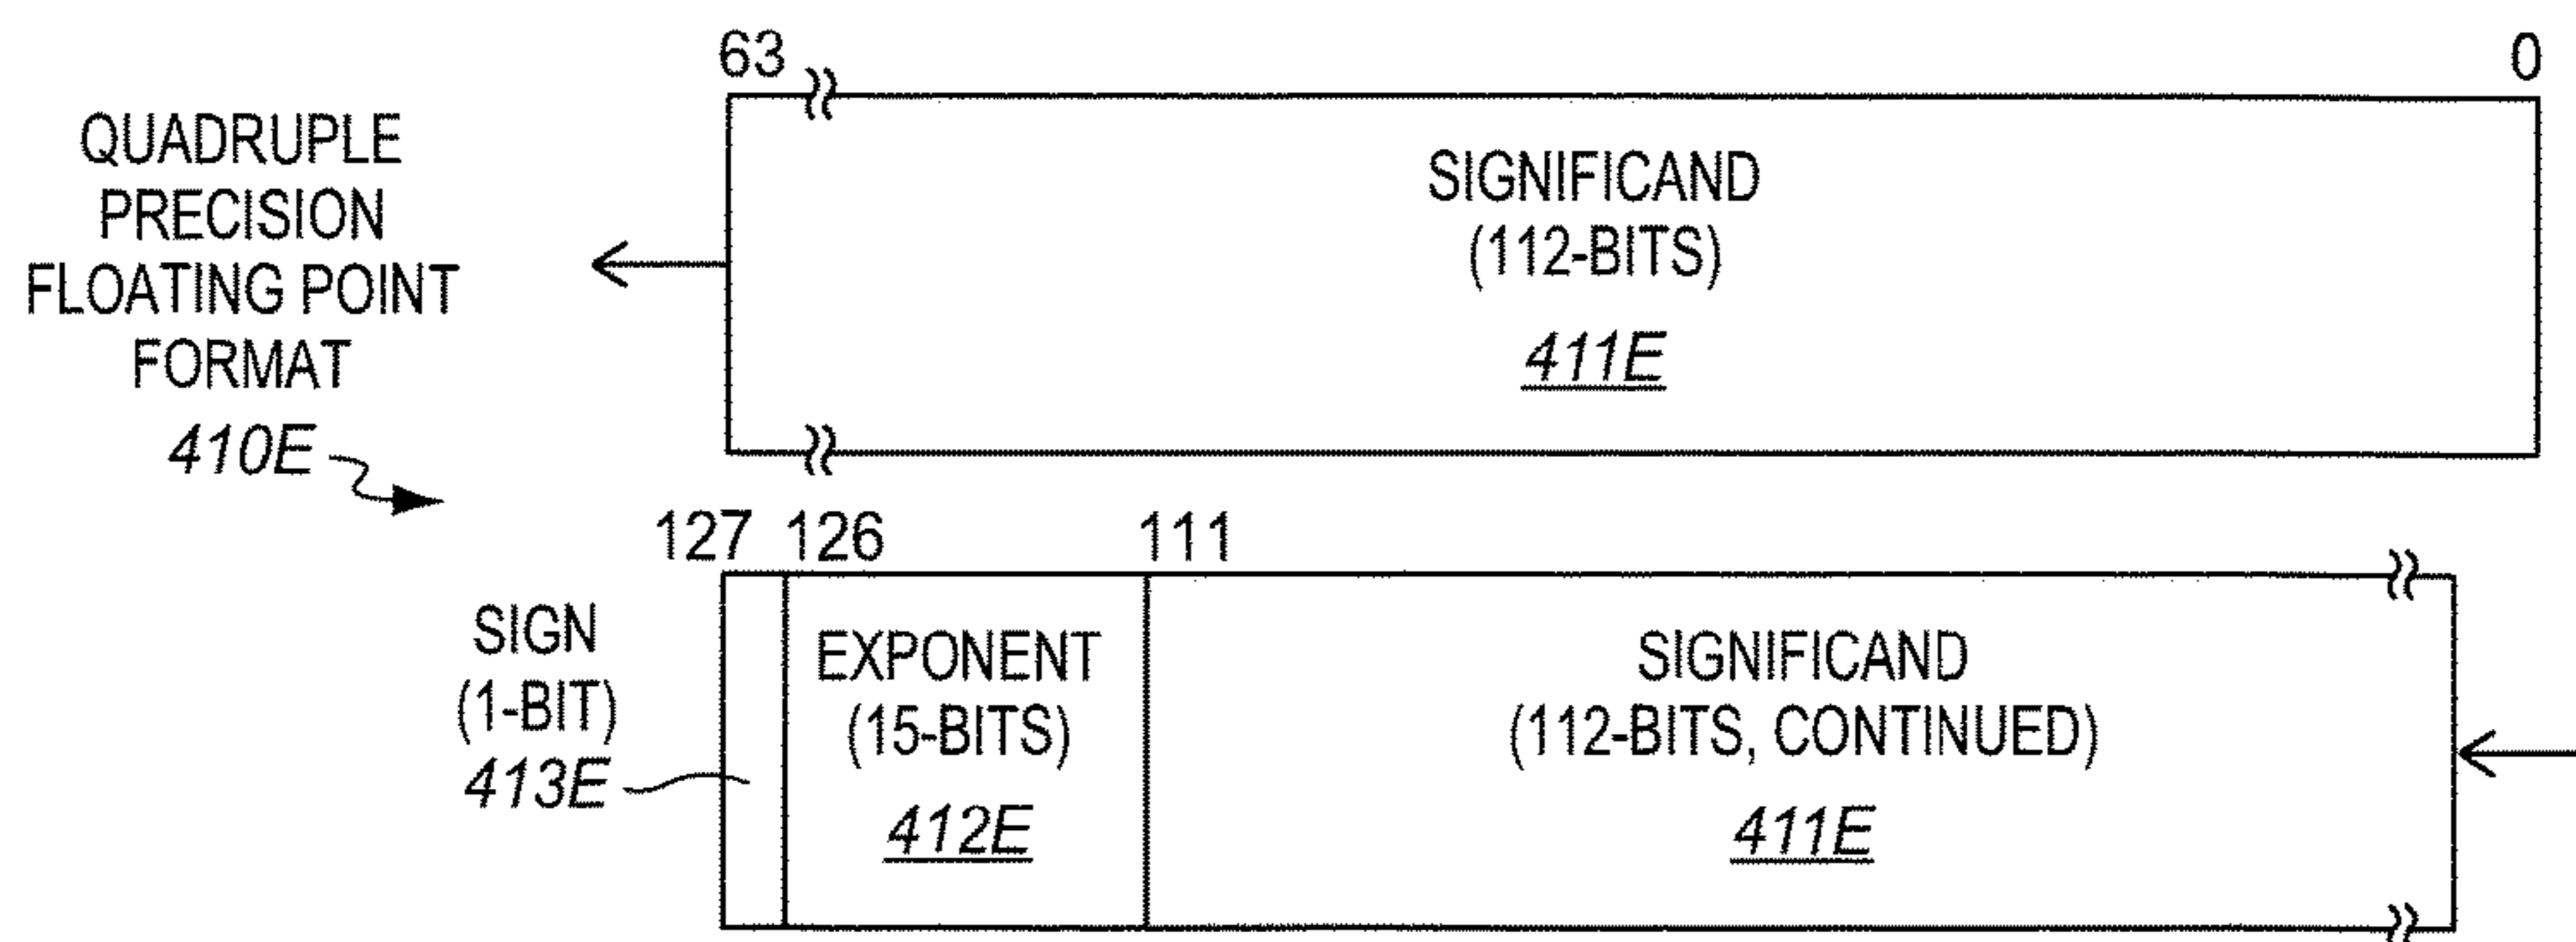 63
0
QUADRUPLE
PRECISION
FLOATING POINT
FORMAT
410E
SIGNIFICAND
(112-BITS)
411E
127
126
111
SIGN
(1-BIT)
413E
EXPONENT
(15-BITS)
412E
SIGNIFICAND
(112-BITS, CONTINUED)
411E